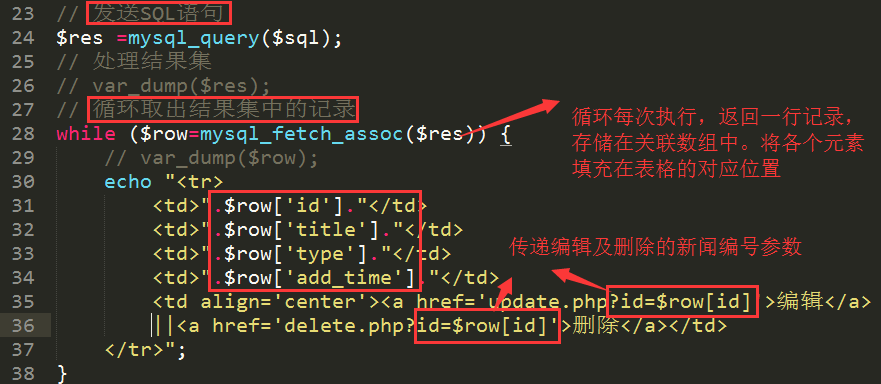 23 // 发送SQL语句
24 $res =mysql_query($sql);
25 // 处理结果集
26 // var_dump($res);
27 // 循环取出结果集中的记录
28 while ($row=mysql_fetch_assoc($res)) {
29 // var_dump($row);
30 echo "<tr>
31 <td>".$row['id']."</td>
32 <td>".$row['title']."</td>
33 <td>".$row['type']."</td>
34 <td>".$row['add_time']."</td>
35 <td align='center'><a href='update.php?id=$row[id]'>编辑</a>
36 ||<a href='delete.php?id=$row[id]'>删除</a></td>
37 </tr>";
38 }
循环每次执行，返回一行记录，
存储在关联数组中。将各个元素
填充在表格的对应位置
传递编辑及删除的新闻编号参数